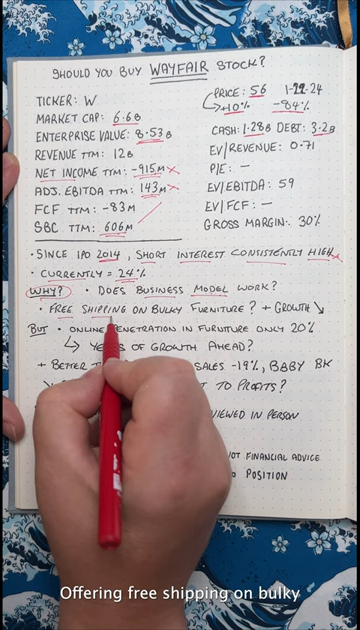 SHOULD YOU BUY WAYFAIR STOCK?
TICKER: W
MARKET CAP: 6.6B
ENTERPRISE VALUE: 8.53B
REVENUE TTM: 12B
NET INCOME TTM: -915M x
ADJ. EBITDA TTM: 143M x
FCF TTM: -83M
SBC TTM: 606M
PRICE: 56 1-22-24
↳ +10% -84%
CASH: 1.28B DEBT: 3.2B
EV/REVENUE: 0.71
P/E: —
EV/EBITDA: 59
EV/FCF: —
GROSS MARGIN: 30%
• SINCE IPO 2014, SHORT INTEREST CONSISTENTLY HIGH x
• CURRENTLY = 24%
WHY? • DOES BUSINESS MODEL WORK?
• FREE SHIPPING ON BULKY FURNITURE? + GROWTH ↘
BUT • ONLINE PENETRATION IN FURNITURE ONLY 20%
↳ YEARS OF GROWTH AHEAD?
+ BETTER SALES -19%, BABY BK
T TO PROFITS?
VIEWED IN PERSON
NOT FINANCIAL ADVICE
POSITION
Offering free shipping on bulky